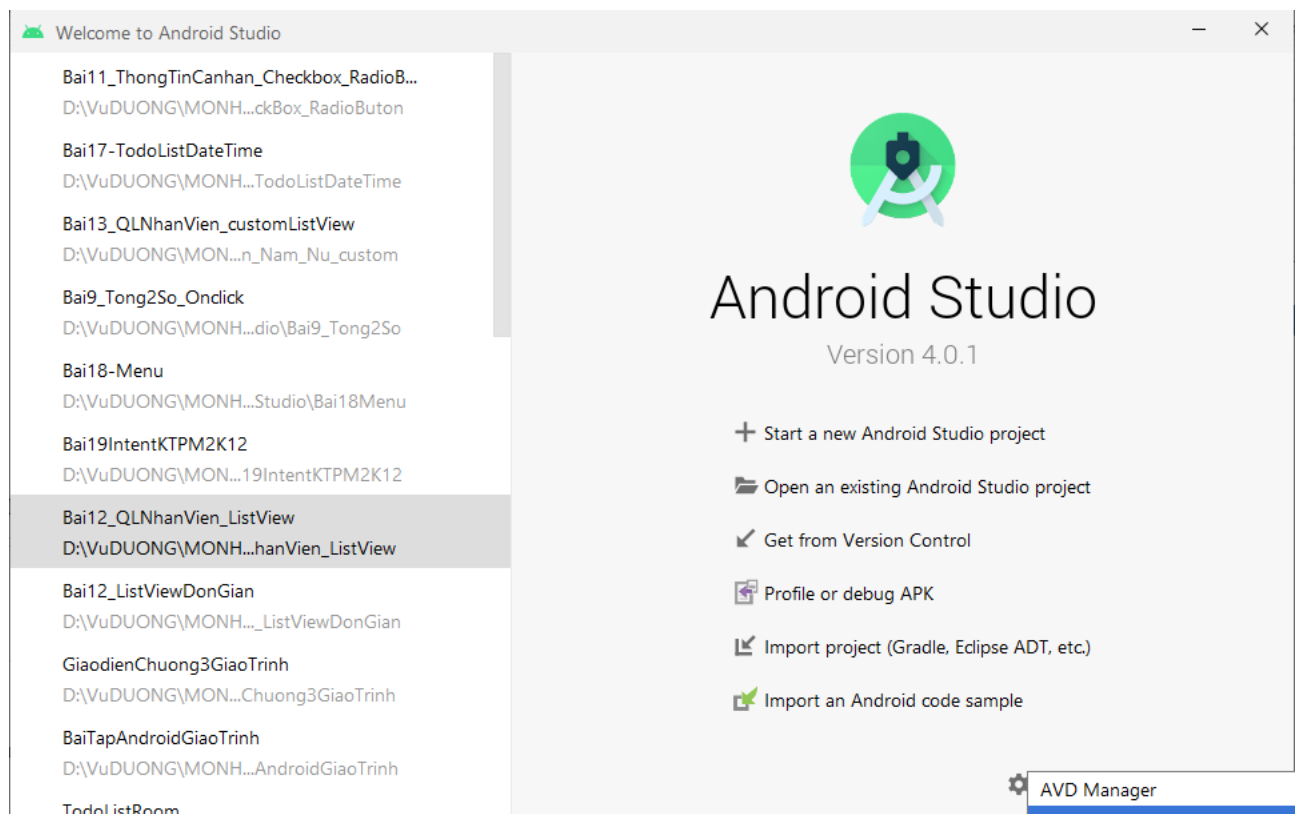 Welcome to Android Studio
Bai11_ThongTinCanhan_Checkbox_RadioB...
D:\VuDUONG\MONH...ckBox_RadioButon
Bai17-TodoListDateTime
D:\VuDUONG\MONH...TodoListDateTime
Bai13_QLNhanVien_customListView
D:\VuDUONG\MON...n_Nam_Nu_custom
Bai9_Tong2So_Onclick
D:\VuDUONG\MONH...dio\Bai9_Tong2So
Bai18-Menu
D:\VuDUONG\MONH...Studio\Bai18Menu
Bai19IntentKTPM2K12
D:\VuDUONG\MON...19IntentKTPM2K12
Bai12_QLNhanVien_ListView
D:\VuDUONG\MONH...hanVien_ListView
Bai12_ListViewDonGian
D:\VuDUONG\MONH..._ListViewDonGian
GiaodienChuong3GiaoTrinh
D:\VuDUONG\MON...Chuong3GiaoTrinh
BaiTapAndroidGiaoTrinh
D:\VuDUONG\MONH...AndroidGiaoTrinh
TodoListRoom
Android Studio
Version 4.0.1
Start a new Android Studio project
Open an existing Android Studio project
Get from Version Control
Profile or debug APK
Import project (Gradle, Eclipse ADT, etc.)
Import an Android code sample
AVD Manager